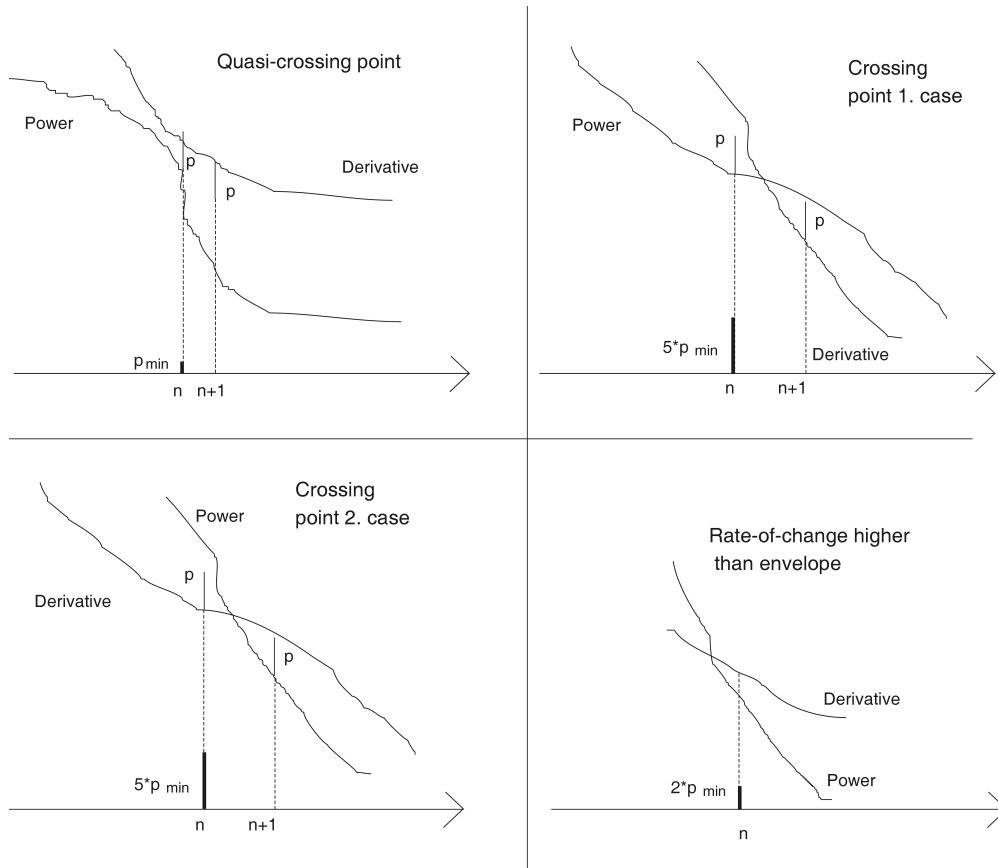 Quasi-crossing point
Power
Derivative
p
p
p min
n n+1
Crossing
point 1. case
Power
p
p
5*p min
Derivative
n n+1
Crossing
point 2. case
Power
p
Derivative
p
5*p min
n n+1
Rate-of-change higher
than envelope
Derivative
Power
2*p min
n